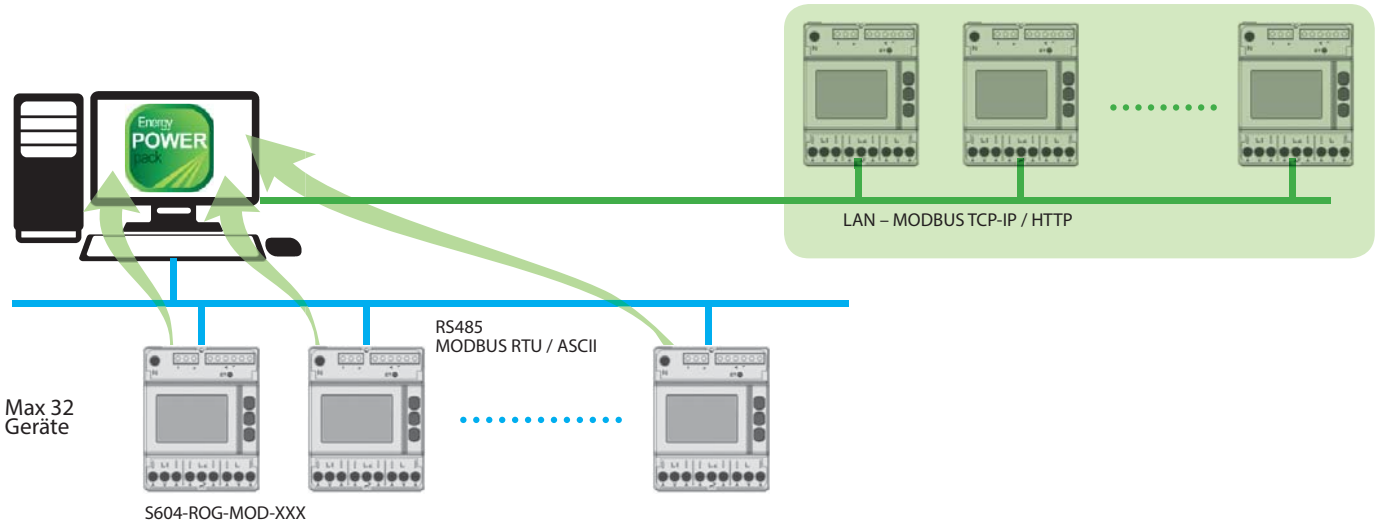 Energy
POWER
pack
LAN – MODBUS TCP-IP / HTTP
RS485
MODBUS RTU / ASCII
Max 32
Geräte
S604-ROG-MOD-XXX